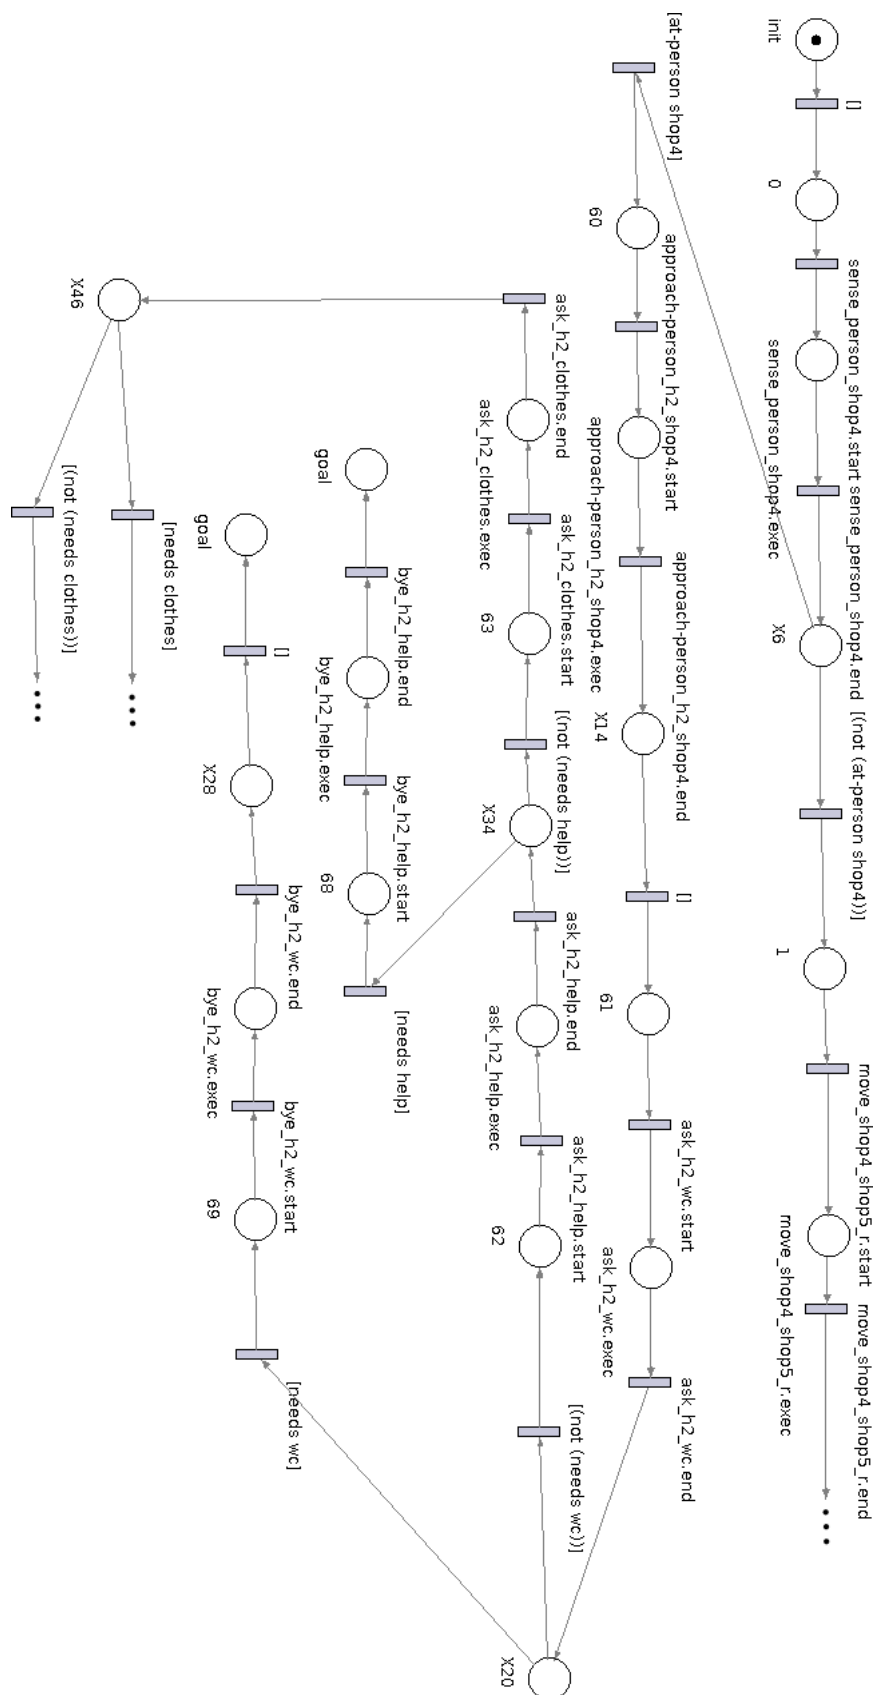 init
[]
0
sense_person_shop4.start
sense_person_shop4.exec
sense_person_shop4.end
X6
[(not (at-person shop4))]
1
move_shop4_shop5_r.start
move_shop4_shop5_r.exec
move_shop4_shop5_r.end
...
[at-person shop4]
60
approach-person_h2_shop4.start
approach-person_h2_shop4.exec
approach-person_h2_shop4.end
X14
[]
61
ask_h2_wc.start
ask_h2_wc.exec
ask_h2_wc.end
X20
ask_h2_clothes.end
ask_h2_clothes.exec
ask_h2_clothes.start
63
[(not (needs help))]
X34
ask_h2_help.end
ask_h2_help.exec
ask_h2_help.start
62
[(not (needs wc))]
goal
bye_h2_help.end
bye_h2_help.exec
bye_h2_help.start
68
[needs help]
goal
[]
X28
bye_h2_wc.end
bye_h2_wc.exec
bye_h2_wc.start
69
[needs wc]
X46
[needs clothes]
...
[(not (needs clothes))]
...